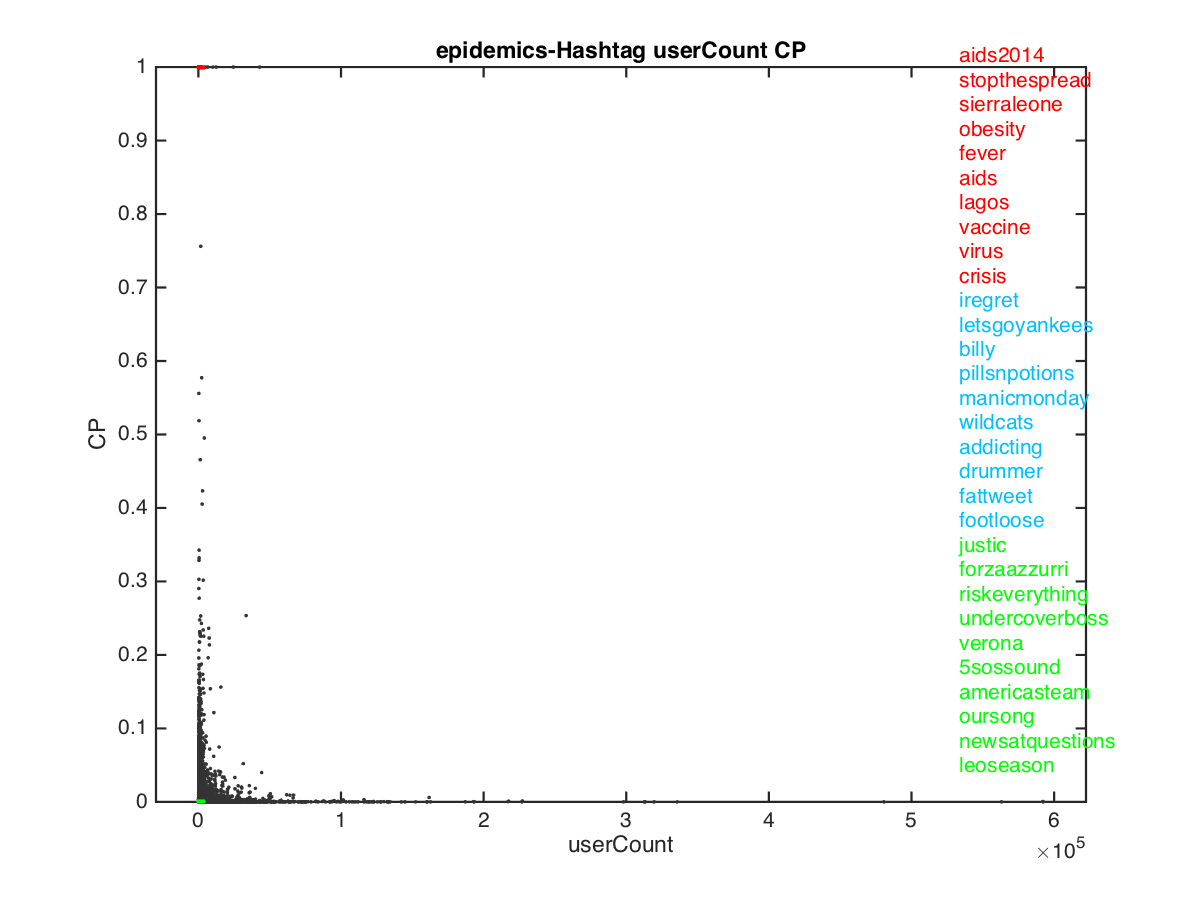 epidemics-Hashtag userCount CP
aids2014
stopthespread
sierraleone
obesity
fever
aids
lagos
vaccine
virus
crisis
iregret
letsgoyankees
billy
pillsnpotions
manicmonday
wildcats
addicting
drummer
fattweet
footloose
justic
forzaazzurri
riskeverything
undercoverboss
verona
5sossound
americasteam
oursong
newsatquestions
leoseason
1
0.9
0.8
0.7
0.6
0.5
0.4
0.3
0.2
0.1
0
CP
0 1 2 3 4 5 6
userCount
×10⁵